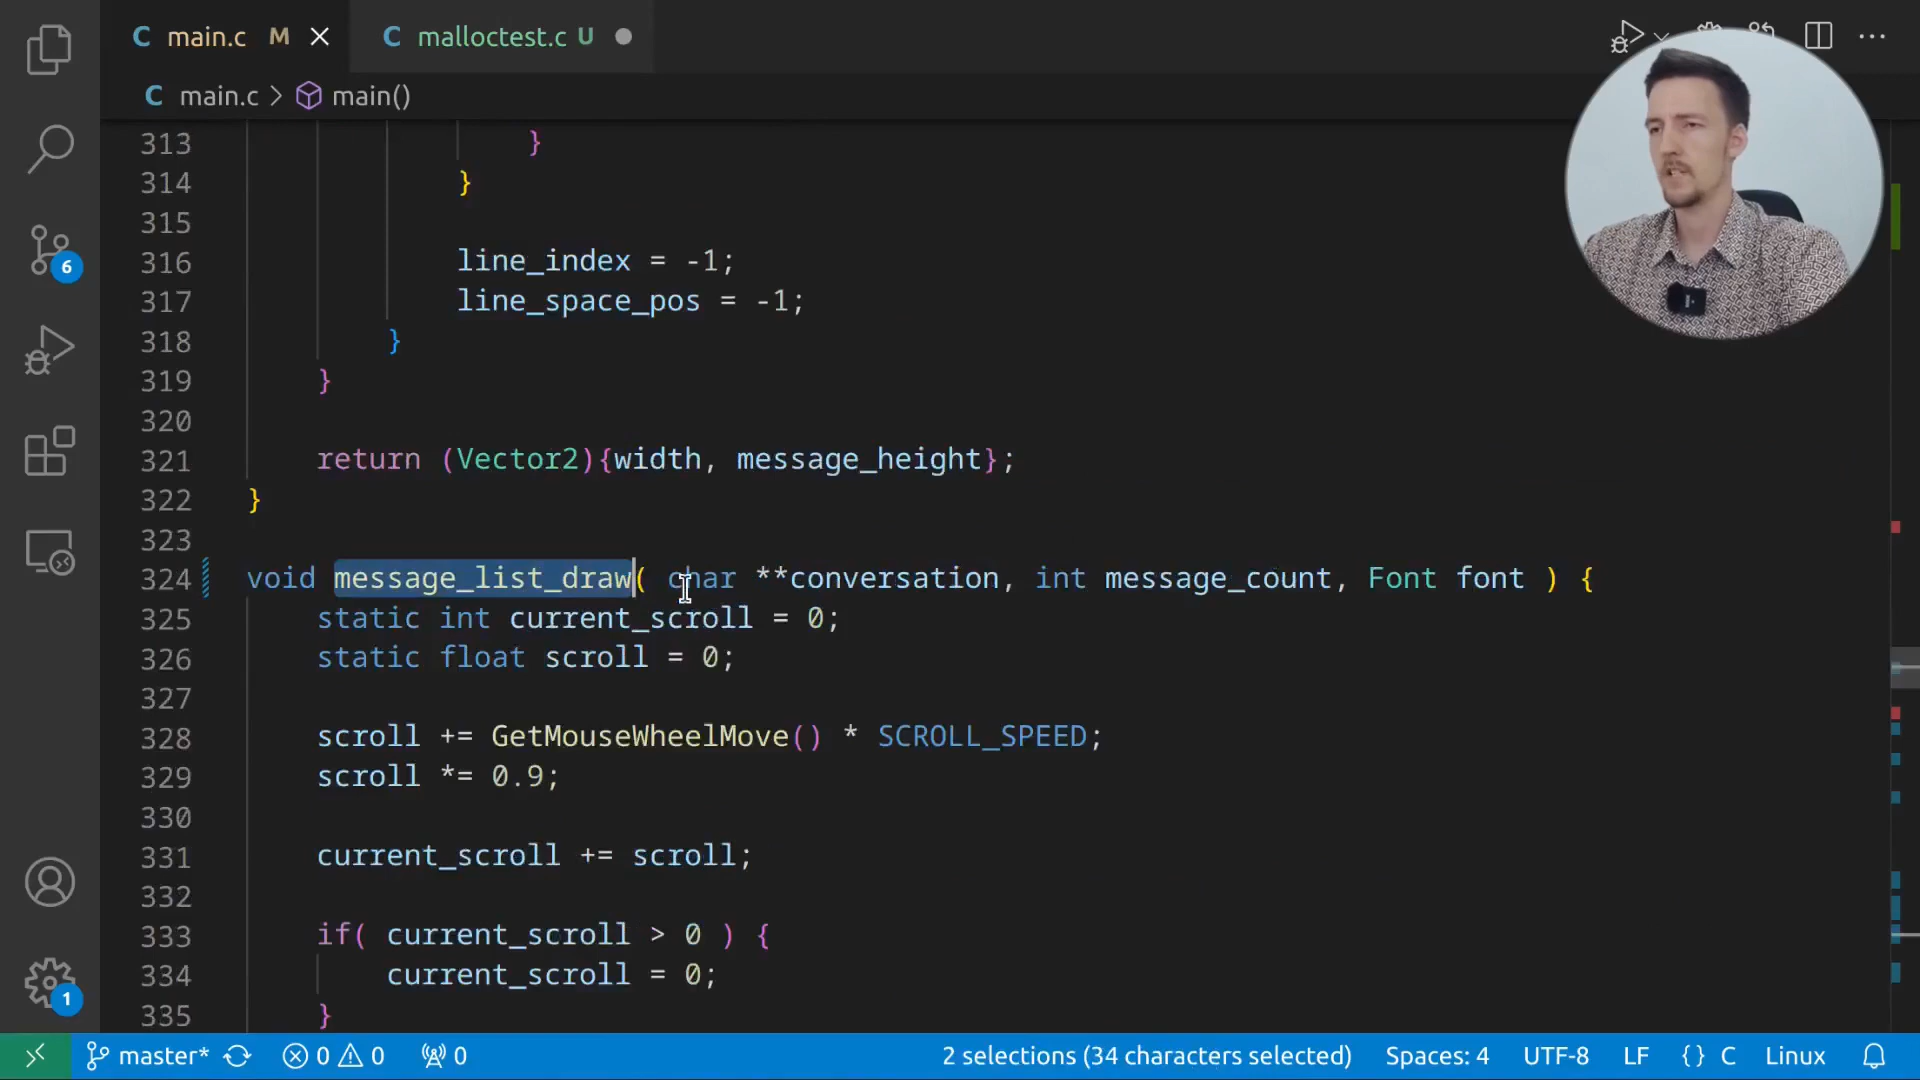 C main.c M C malloctest.c U
C main.c > main()
313 }
314 }
315
316 line_index = -1;
317 line_space_pos = -1;
318 }
319 }
320
321 return (Vector2){width, message_height};
322 }
323
324 void message_list_draw( char **conversation, int message_count, Font font ) {
325 static int current_scroll = 0;
326 static float scroll = 0;
327
328 scroll += GetMouseWheelMove() * SCROLL_SPEED;
329 scroll *= 0.9;
330
331 current_scroll += scroll;
332
333 if( current_scroll > 0 ) {
334 current_scroll = 0;
335 }
6
1
master* 0 0 0 2 selections (34 characters selected) Spaces: 4 UTF-8 LF {} C Linux